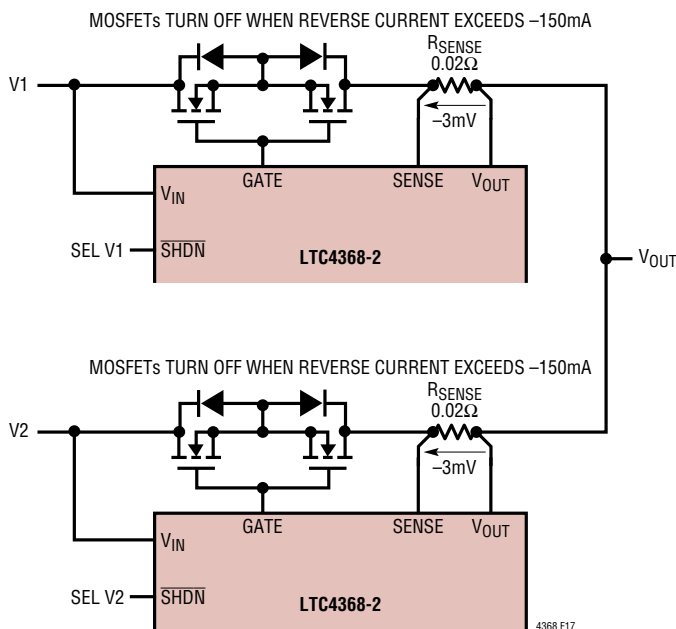 MOSFETs TURN OFF WHEN REVERSE CURRENT EXCEEDS –150mA
RSENSE
0.02Ω
V1
–3mV
GATE
SENSE
VOUT
VIN
SEL V1
SHDN
LTC4368-2
VOUT
MOSFETs TURN OFF WHEN REVERSE CURRENT EXCEEDS –150mA
RSENSE
0.02Ω
V2
–3mV
GATE
SENSE
VOUT
VIN
SEL V2
SHDN
LTC4368-2
4368 F17